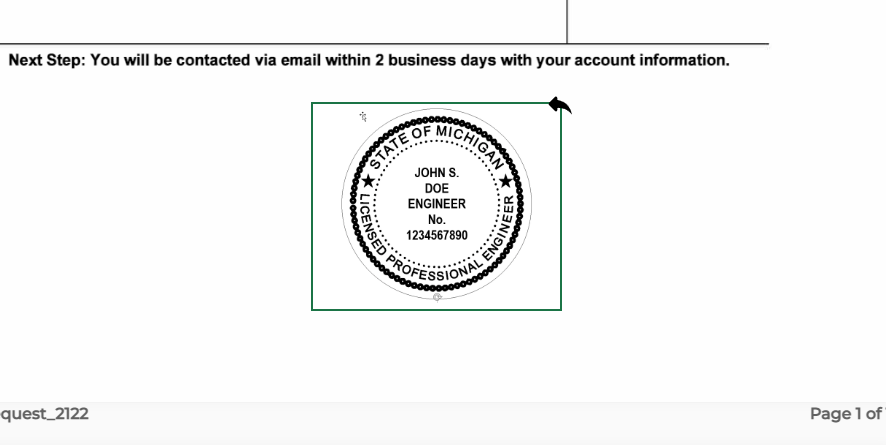 Next Step: You will be contacted via email within 2 business days with your account information.
STATE OF MICHIGAN
JOHN S.
DOE
ENGINEER
No.
1234567890
LICENSED PROFESSIONAL ENGINEER
quest_2122
Page 1 of